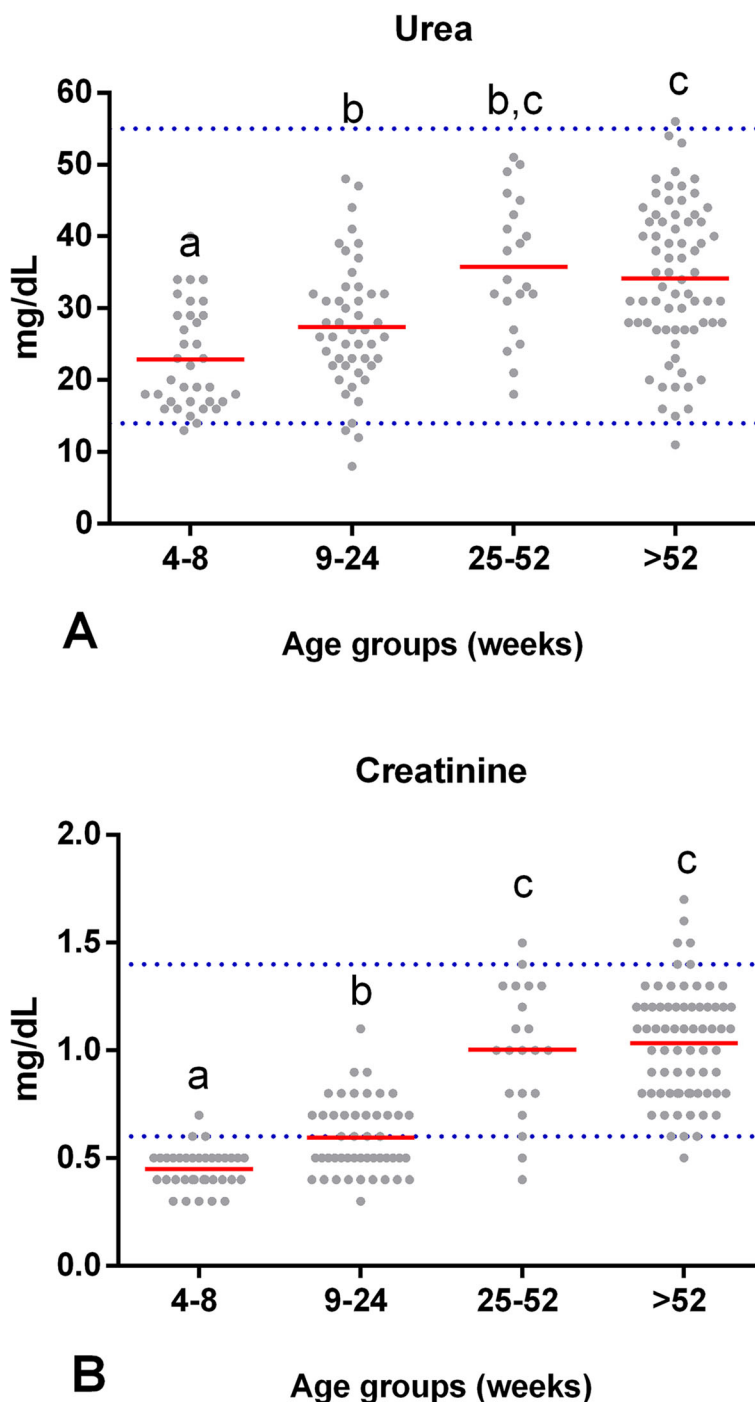 Urea
mg/dL
60
50
40
30
20
10
0
a
b
b,c
c
4-8
9-24
25-52
>52
A
Age groups (weeks)
Creatinine
mg/dL
2.0
1.5
1.0
0.5
0.0
a
b
c
c
4-8
9-24
25-52
>52
B
Age groups (weeks)